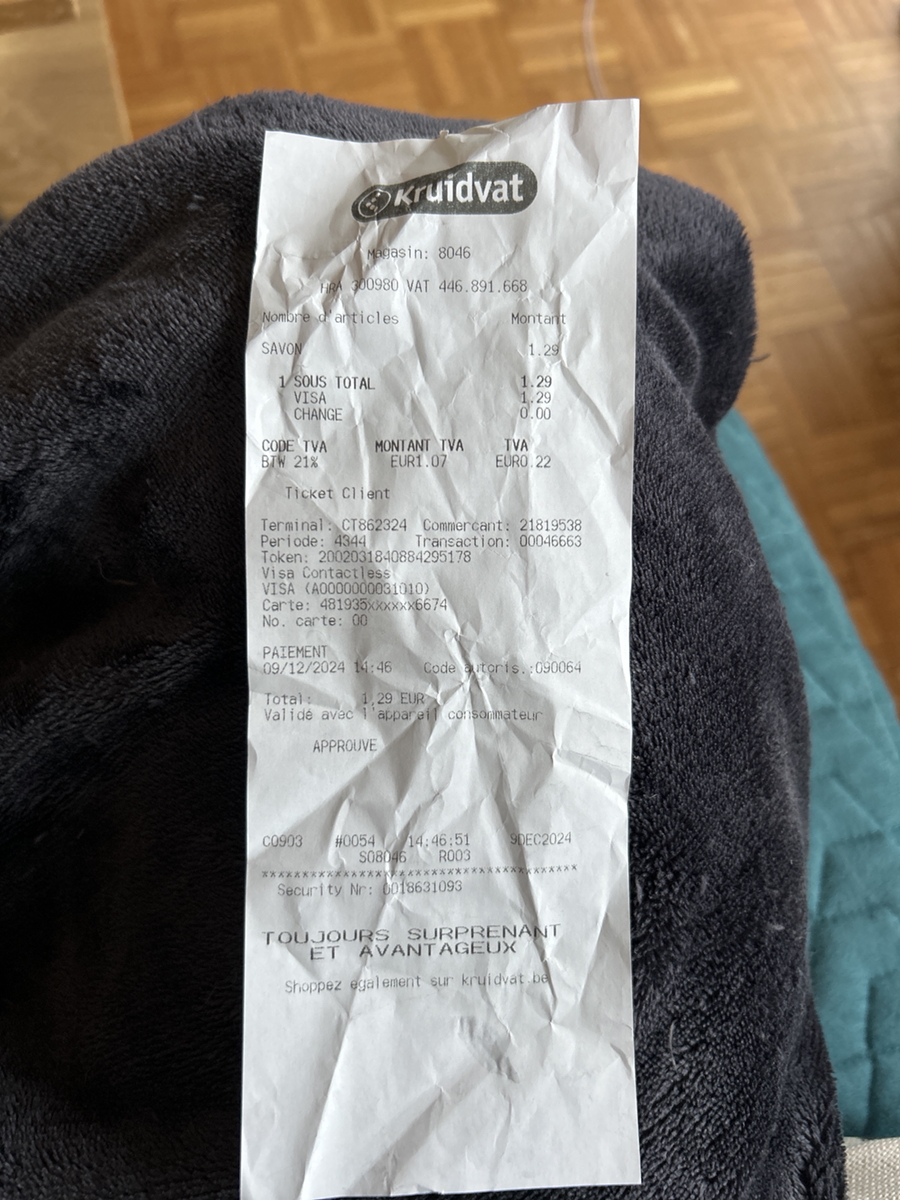 Kruidvat
Magasin: 8046
HRA 300980 VAT 446.891.668
Nombre d'articles Montant
SAVON 1.29
1 SOUS TOTAL 1.29
VISA 1.29
CHANGE 0.00
CODE TVA MONTANT TVA TVA
BTW 21% EUR1.07 EUR0.22
Ticket Client
Terminal: CT862324 Commercant: 21819538
Periode: 4344 Transaction: 00046663
Token: 2002031840884295178
Visa Contactless
VISA (A0000000031010)
Carte: 481935xxxxxx6674
No. carte: 00
PAIEMENT
09/12/2024 14:46 Code autoris.:090064
Total: 1,29 EUR
Validé avec l'appareil consommateur
APPROUVE
C0903 #0054 14:46:51 9DEC2024
S08046 R003
****************************************
Security Nr: 0018631093
TOUJOURS SURPRENANT
ET AVANTAGEUX
Shoppez egalement sur kruidvat.be